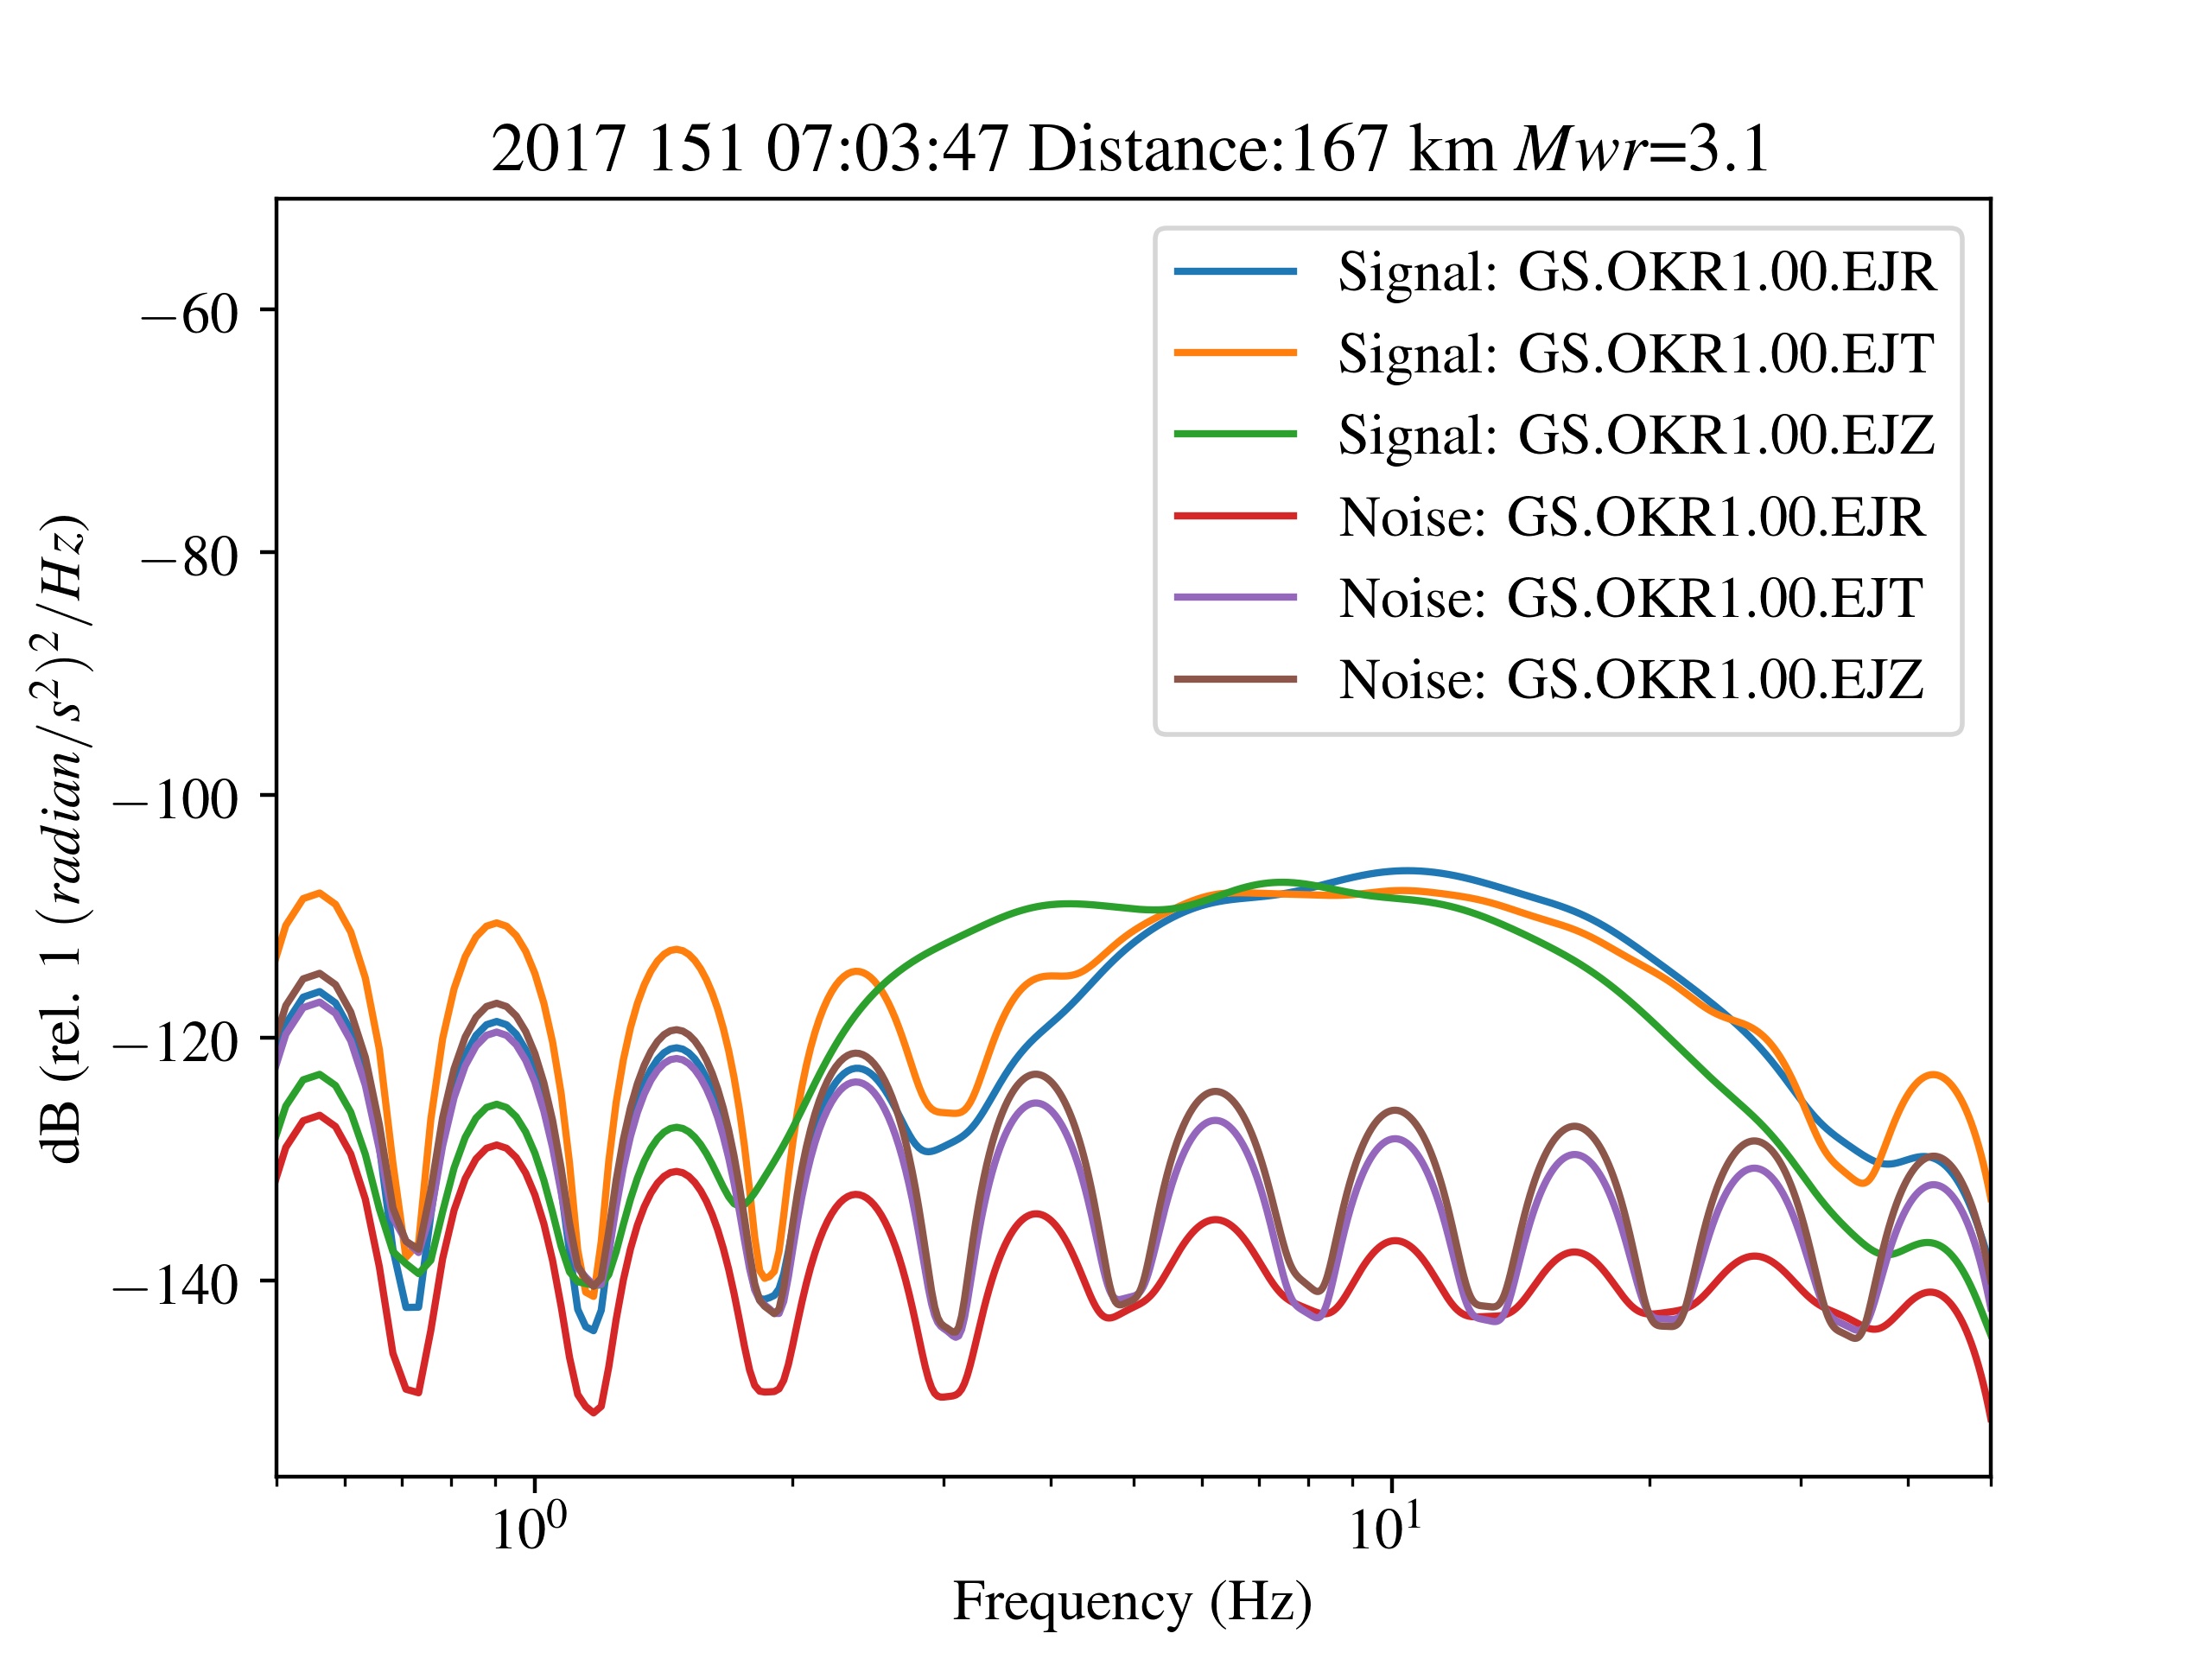 2017 151 07:03:47 Distance:167 km Mwr=3.1
Signal: GS.OKR1.00.EJR
Signal: GS.OKR1.00.EJT
Signal: GS.OKR1.00.EJZ
Noise: GS.OKR1.00.EJR
Noise: GS.OKR1.00.EJT
Noise: GS.OKR1.00.EJZ
dB (rel. 1 (radian/s²)²/Hz)
−60
−80
−100
−120
−140
10⁰
10¹
Frequency (Hz)